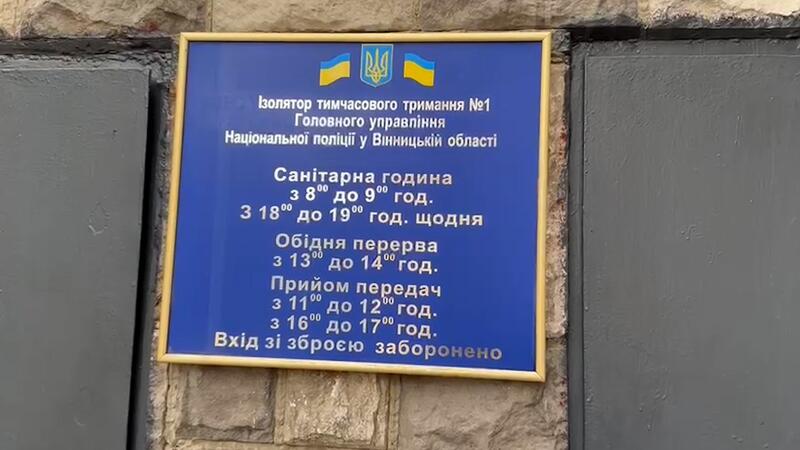 Ізолятор тимчасового тримання №1
Головного управління
Національної поліції у Вінницькій області
Санітарна година
з 8⁰⁰ до 9⁰⁰ год.
З 18⁰⁰ до 19⁰⁰ год. щодня
Обідня перерва
з 13⁰⁰ до 14⁰⁰ год.
Прийом передач
з 11⁰⁰ до 12⁰⁰ год.
з 16⁰⁰ до 17⁰⁰ год.
Вхід зі зброєю заборонено